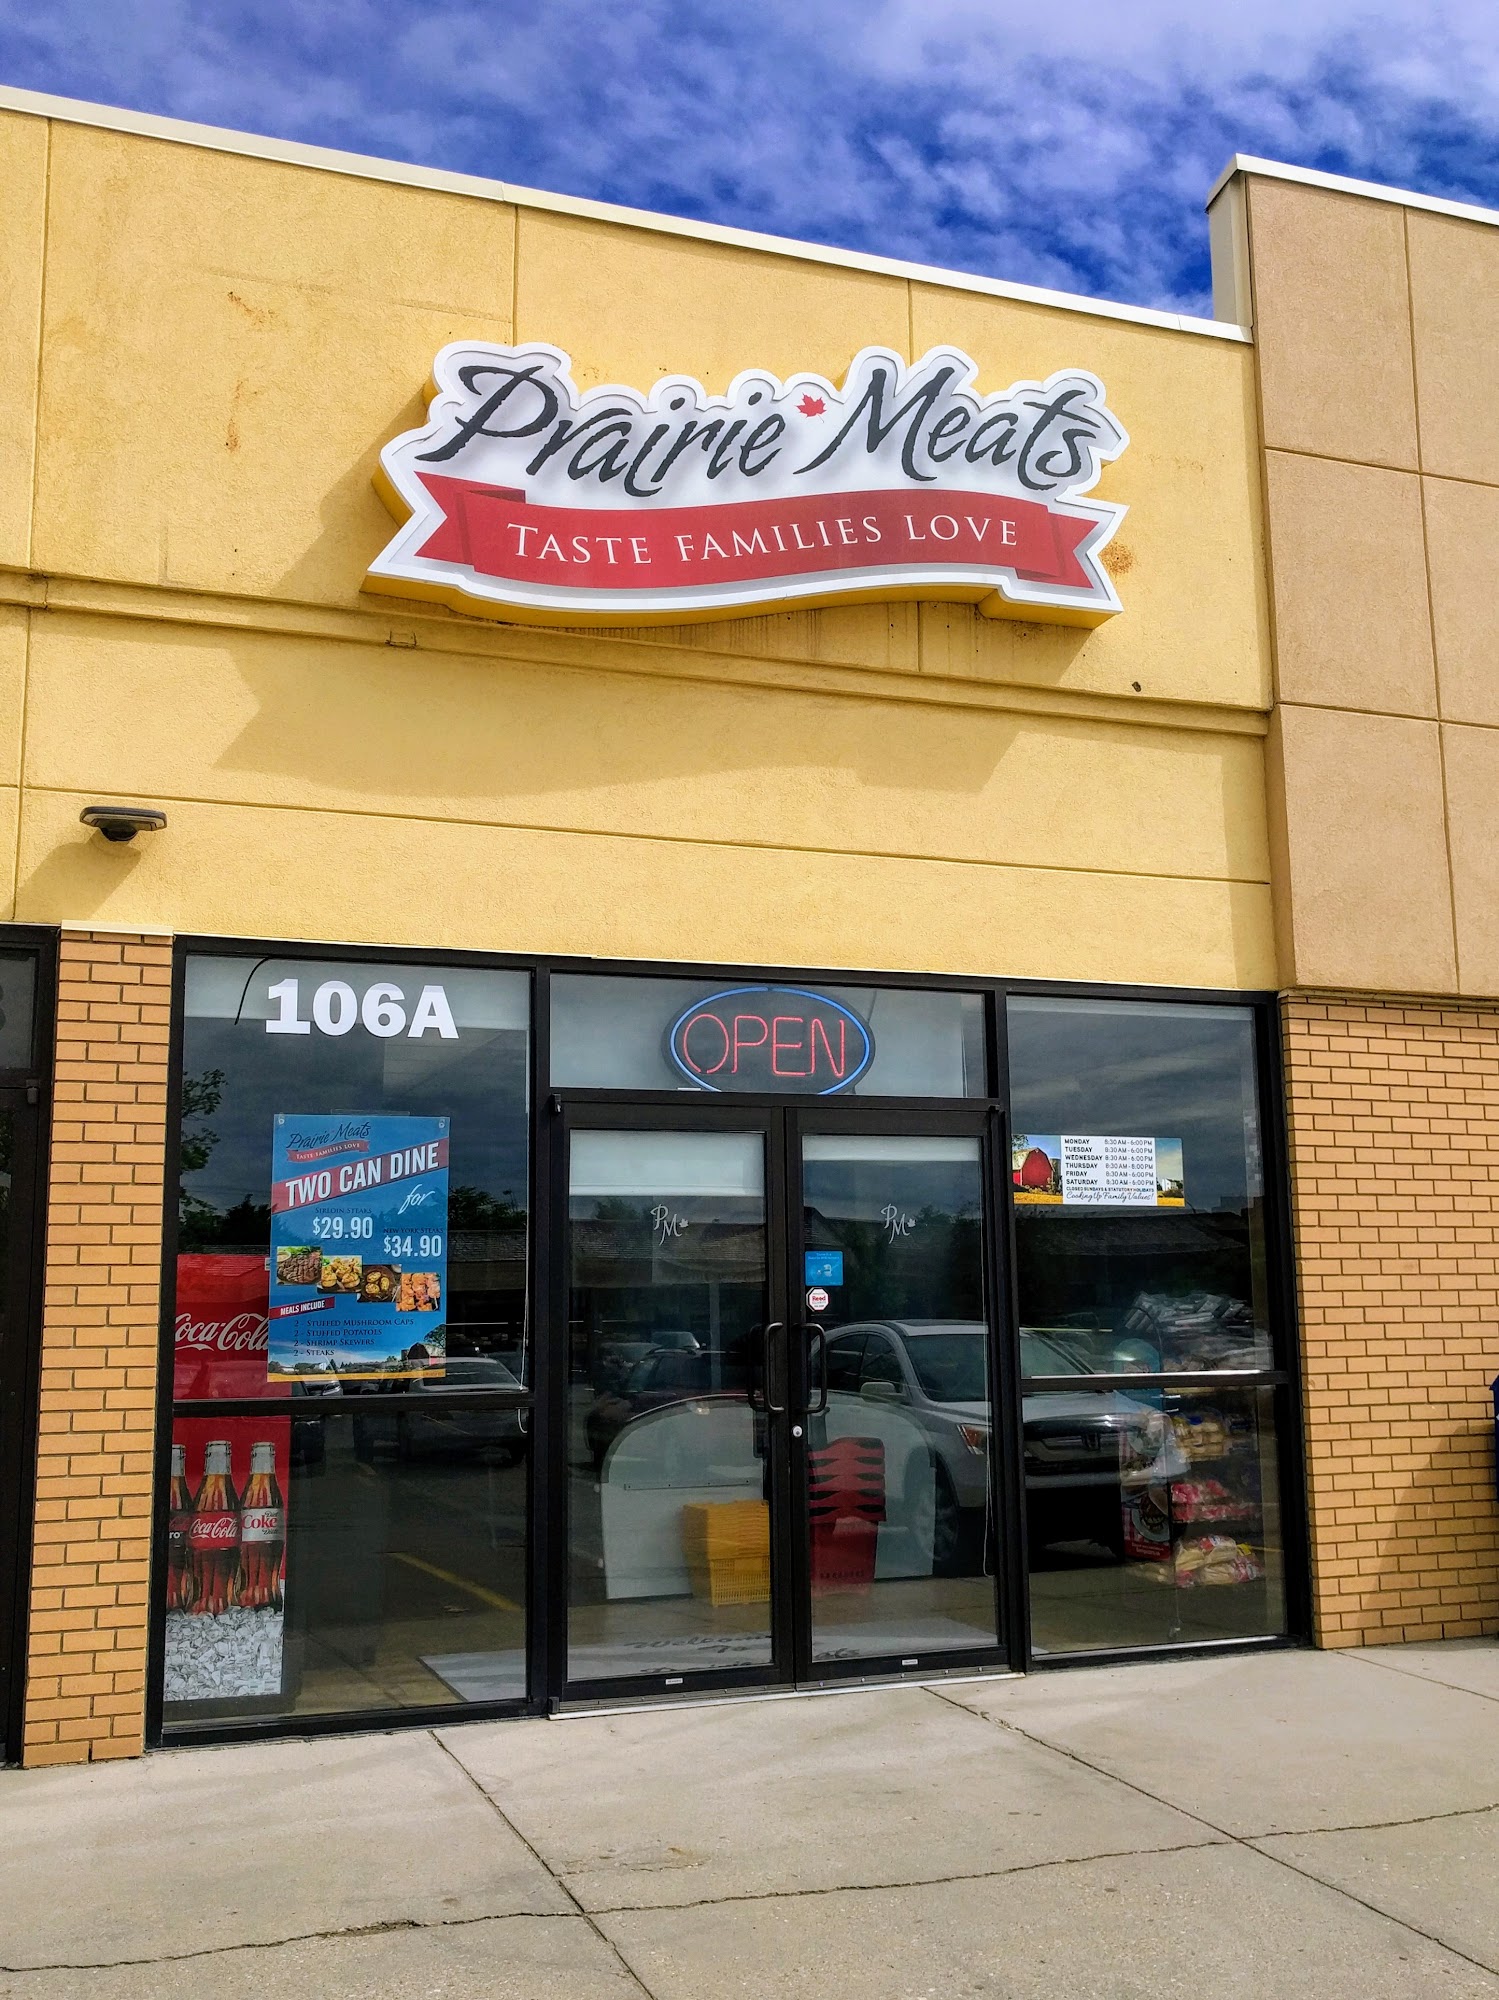 Prairie Meats
TASTE FAMILIES LOVE
106A
OPEN
Prairie Meats
TASTE FAMILIES LOVE
TWO CAN DINE
for
SIRLOIN STEAKS
$29.90
NEW YORK STEAKS
$34.90
MEALS INCLUDE
2 - STUFFED MUSHROOM CAPS
2 - STUFFED POTATOES
2 - SHRIMP SKEWERS
2 - STEAKS
PM
PM
MONDAY 8:30 AM - 6:00 PM
TUESDAY 8:30 AM - 6:00 PM
WEDNESDAY 8:30 AM - 6:00 PM
THURSDAY 8:30 AM - 8:00 PM
FRIDAY 8:30 AM - 6:00 PM
SATURDAY 8:30 AM - 6:00 PM
CLOSED SUNDAYS & STATUTORY HOLIDAYS
Cooking Up Family Values!
Coca-Cola
Coca-Cola
Diet
Coke
Welcome